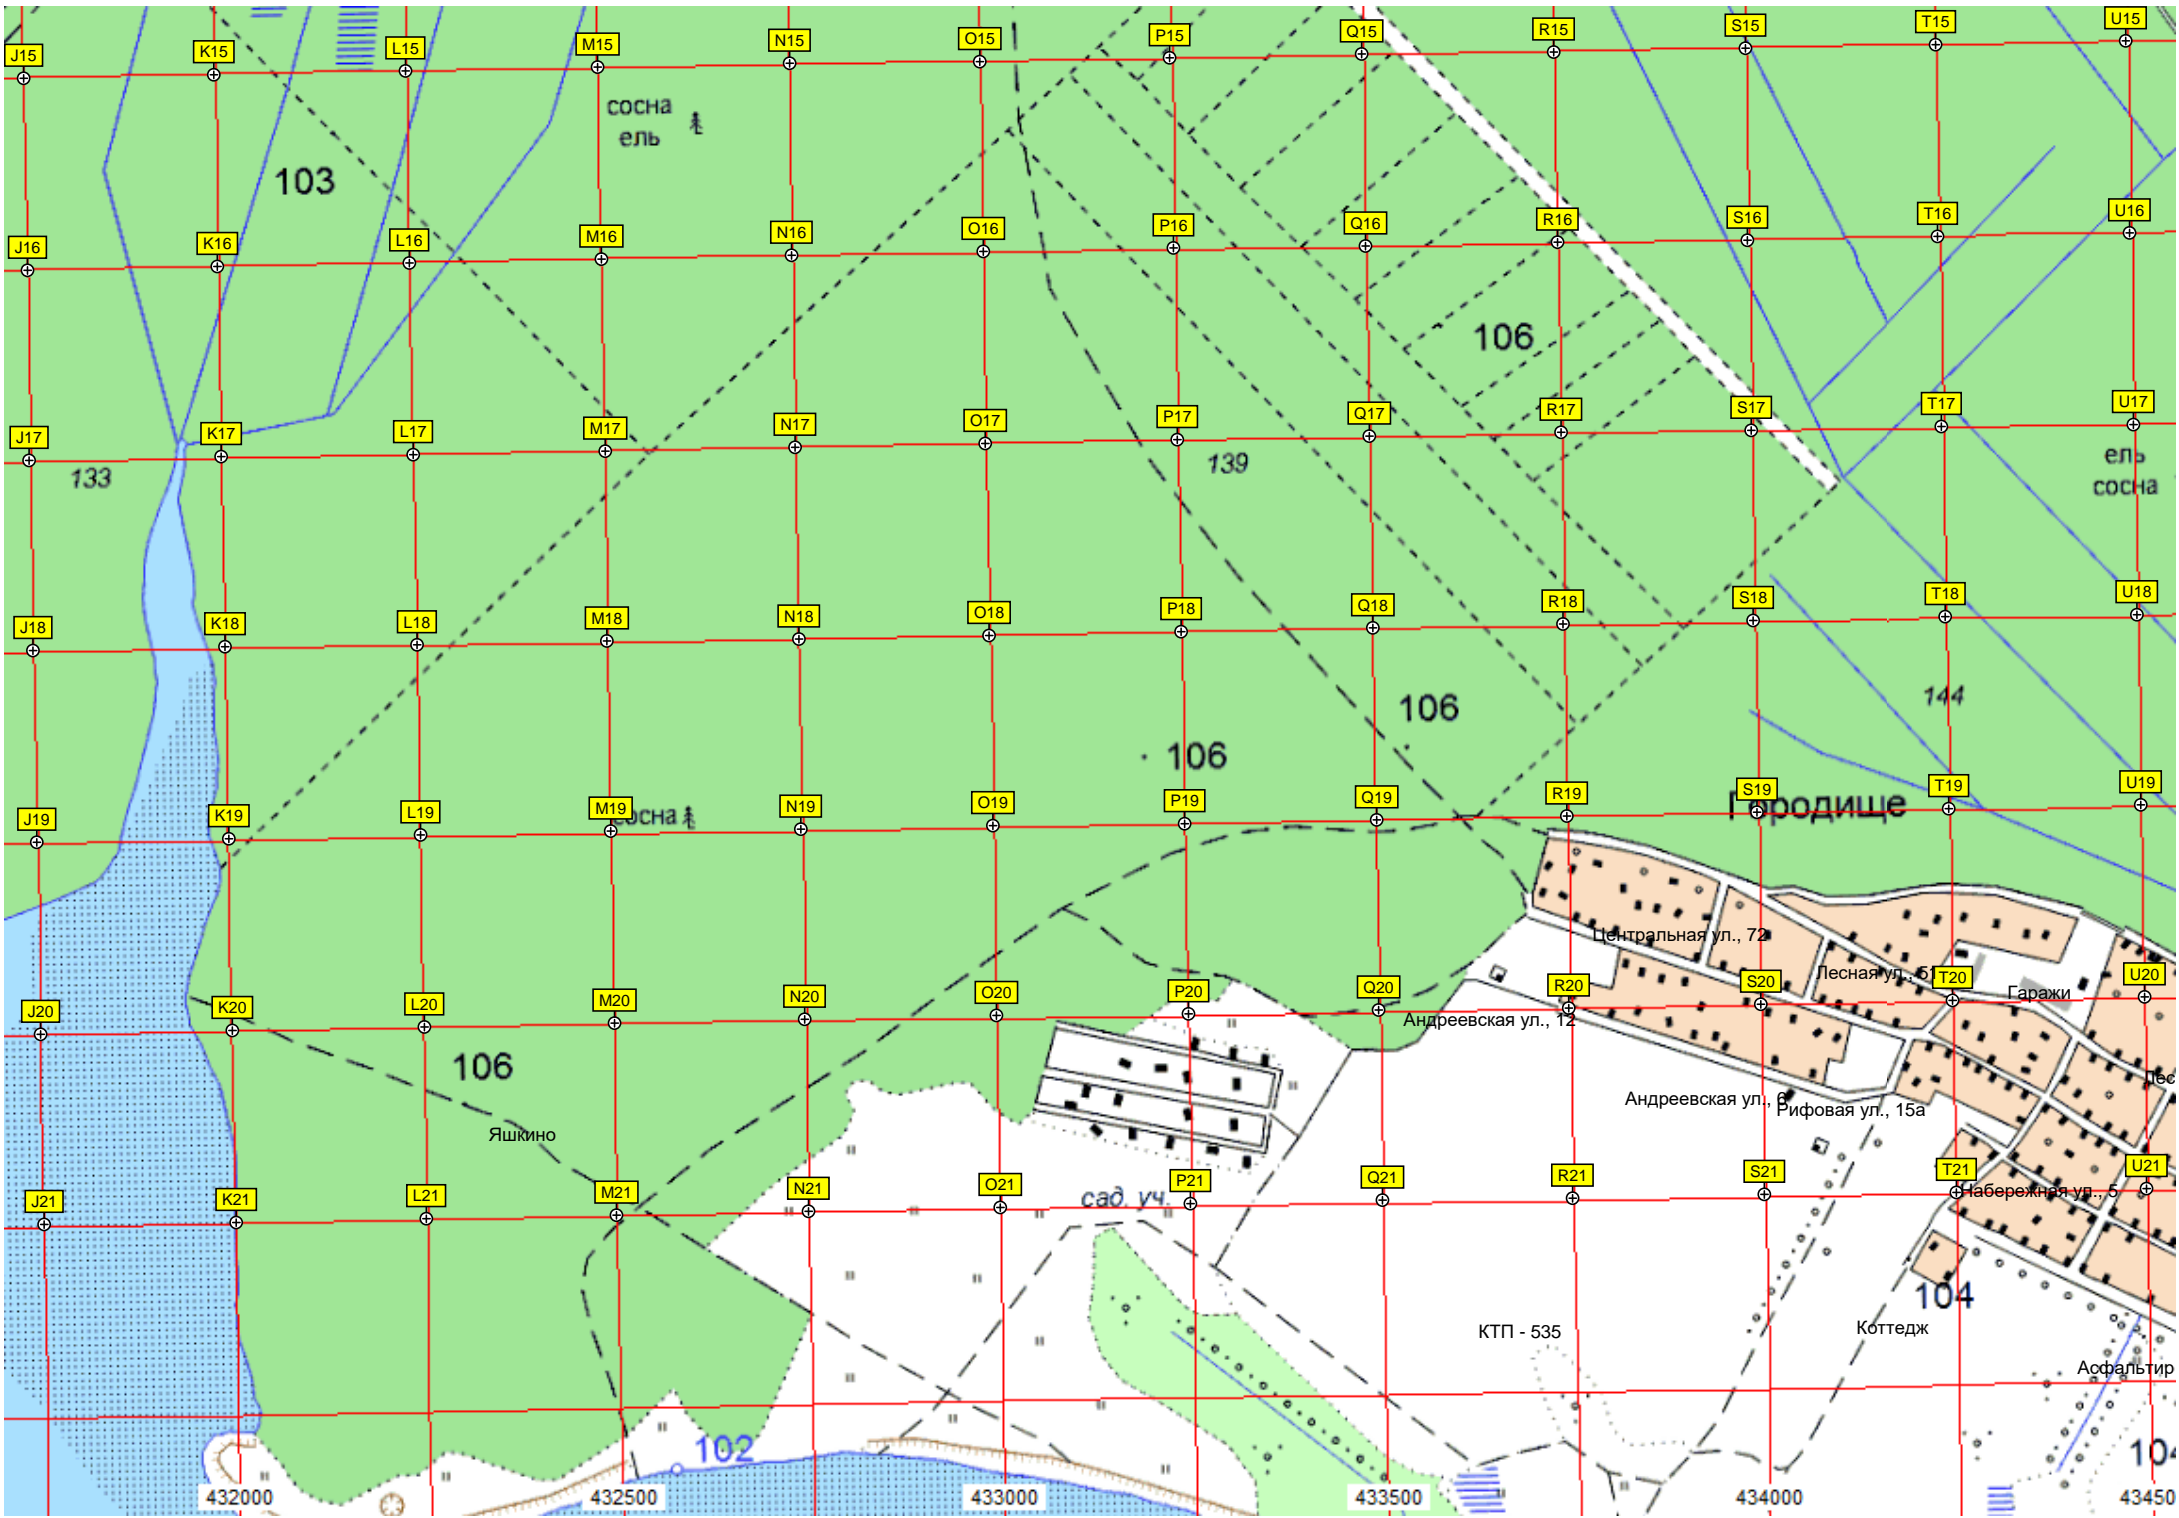 J15 K15 L15 M15 N15 O15 P15 Q15 R15 S15 T15 U15
сосна
ель
103
J16 K16 L16 M16 N16 O16 P16 Q16 R16 S16 T16 U16
106
J17 K17 L17 M17 N17 O17 P17 Q17 R17 S17 T17 U17
133
139
ель
сосна
J18 K18 L18 M18 N18 O18 P18 Q18 R18 S18 T18 U18
144
106
106
J19 K19 L19 M19 N19 O19 P19 Q19 R19 S19 T19 U19
сосна
Городище
Центральная ул., 72
Лесная ул., 51
Гаражи
J20 K20 L20 M20 N20 O20 P20 Q20 R20 S20 T20 U20
Андреевская ул., 12
106
Лес
Андреевская ул., 6
Рифовая ул., 15а
Яшкино
J21 K21 L21 M21 N21 O21 P21 Q21 R21 S21 T21 U21
сад. уч.
Набережная ул., 5
104
КТП - 535
Коттедж
Асфальтир
102
104
432000 432500 433000 433500 434000 43450